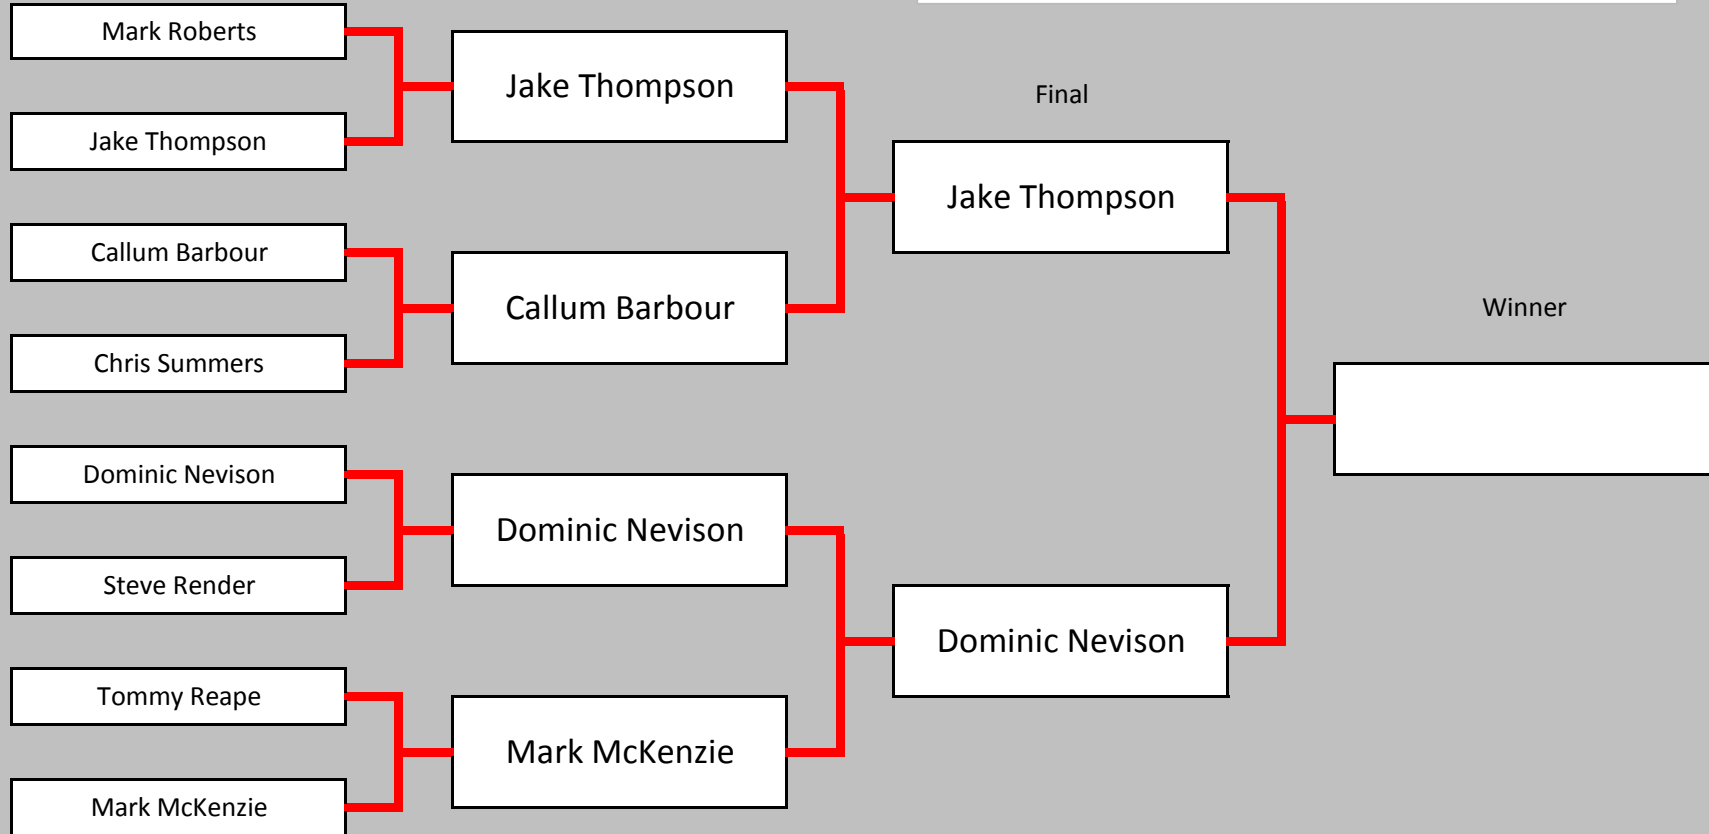 Mark Roberts
Jake Thompson
Callum Barbour
Chris Summers
Dominic Nevison
Steve Render
Tommy Reape
Mark McKenzie
Jake Thompson
Callum Barbour
Dominic Nevison
Mark McKenzie
Final
Jake Thompson
Dominic Nevison
Winner